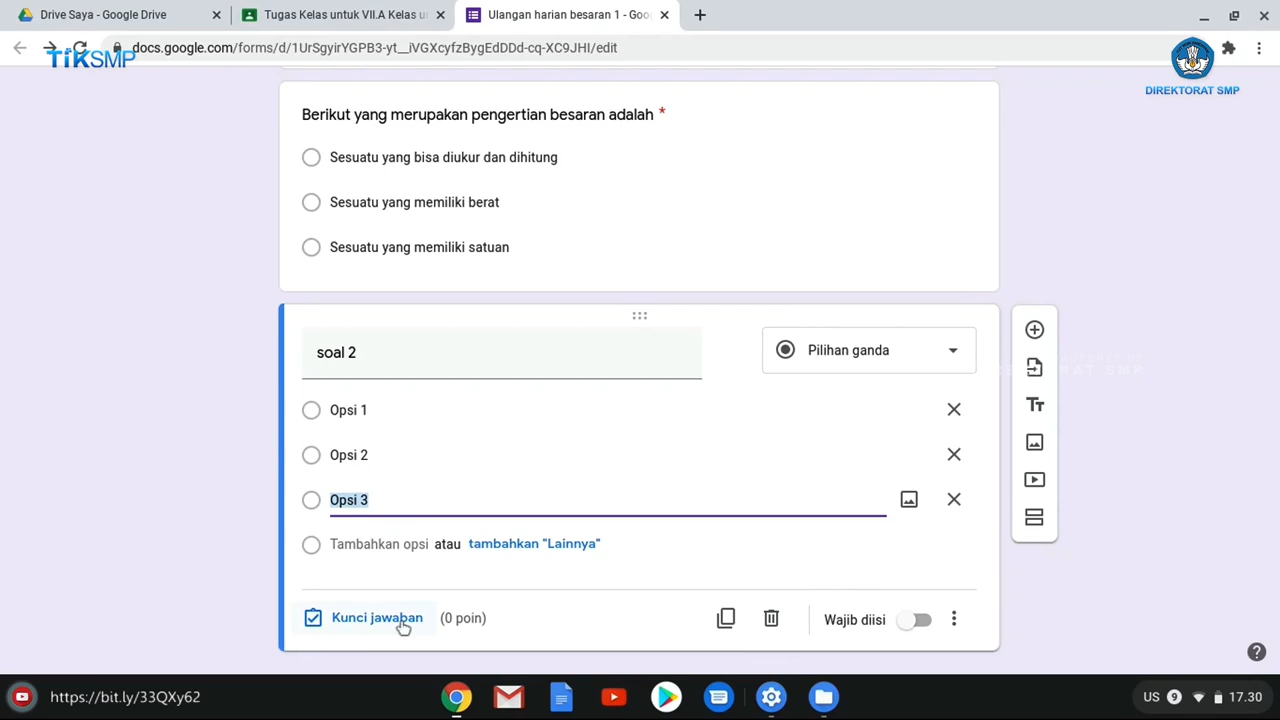 Drive Saya - Google Drive
Tugas Kelas untuk VII.A Kelas u
Ulangan harian besaran 1 - Goo
docs.google.com/forms/d/1UrSgyirYGPB3-yt__iVGXcyfzBygEdDDd-cq-XC9JHI/edit
TIKSMP
DIREKTORAT SMP
Berikut yang merupakan pengertian besaran adalah *
Sesuatu yang bisa diukur dan dihitung
Sesuatu yang memiliki berat
Sesuatu yang memiliki satuan
soal 2
Pilihan ganda
Opsi 1
Opsi 2
Opsi 3
Tambahkan opsi atau tambahkan "Lainnya"
Kunci jawaban (0 poin)
Wajib diisi
https://bit.ly/33QXy62
US 9 17.30